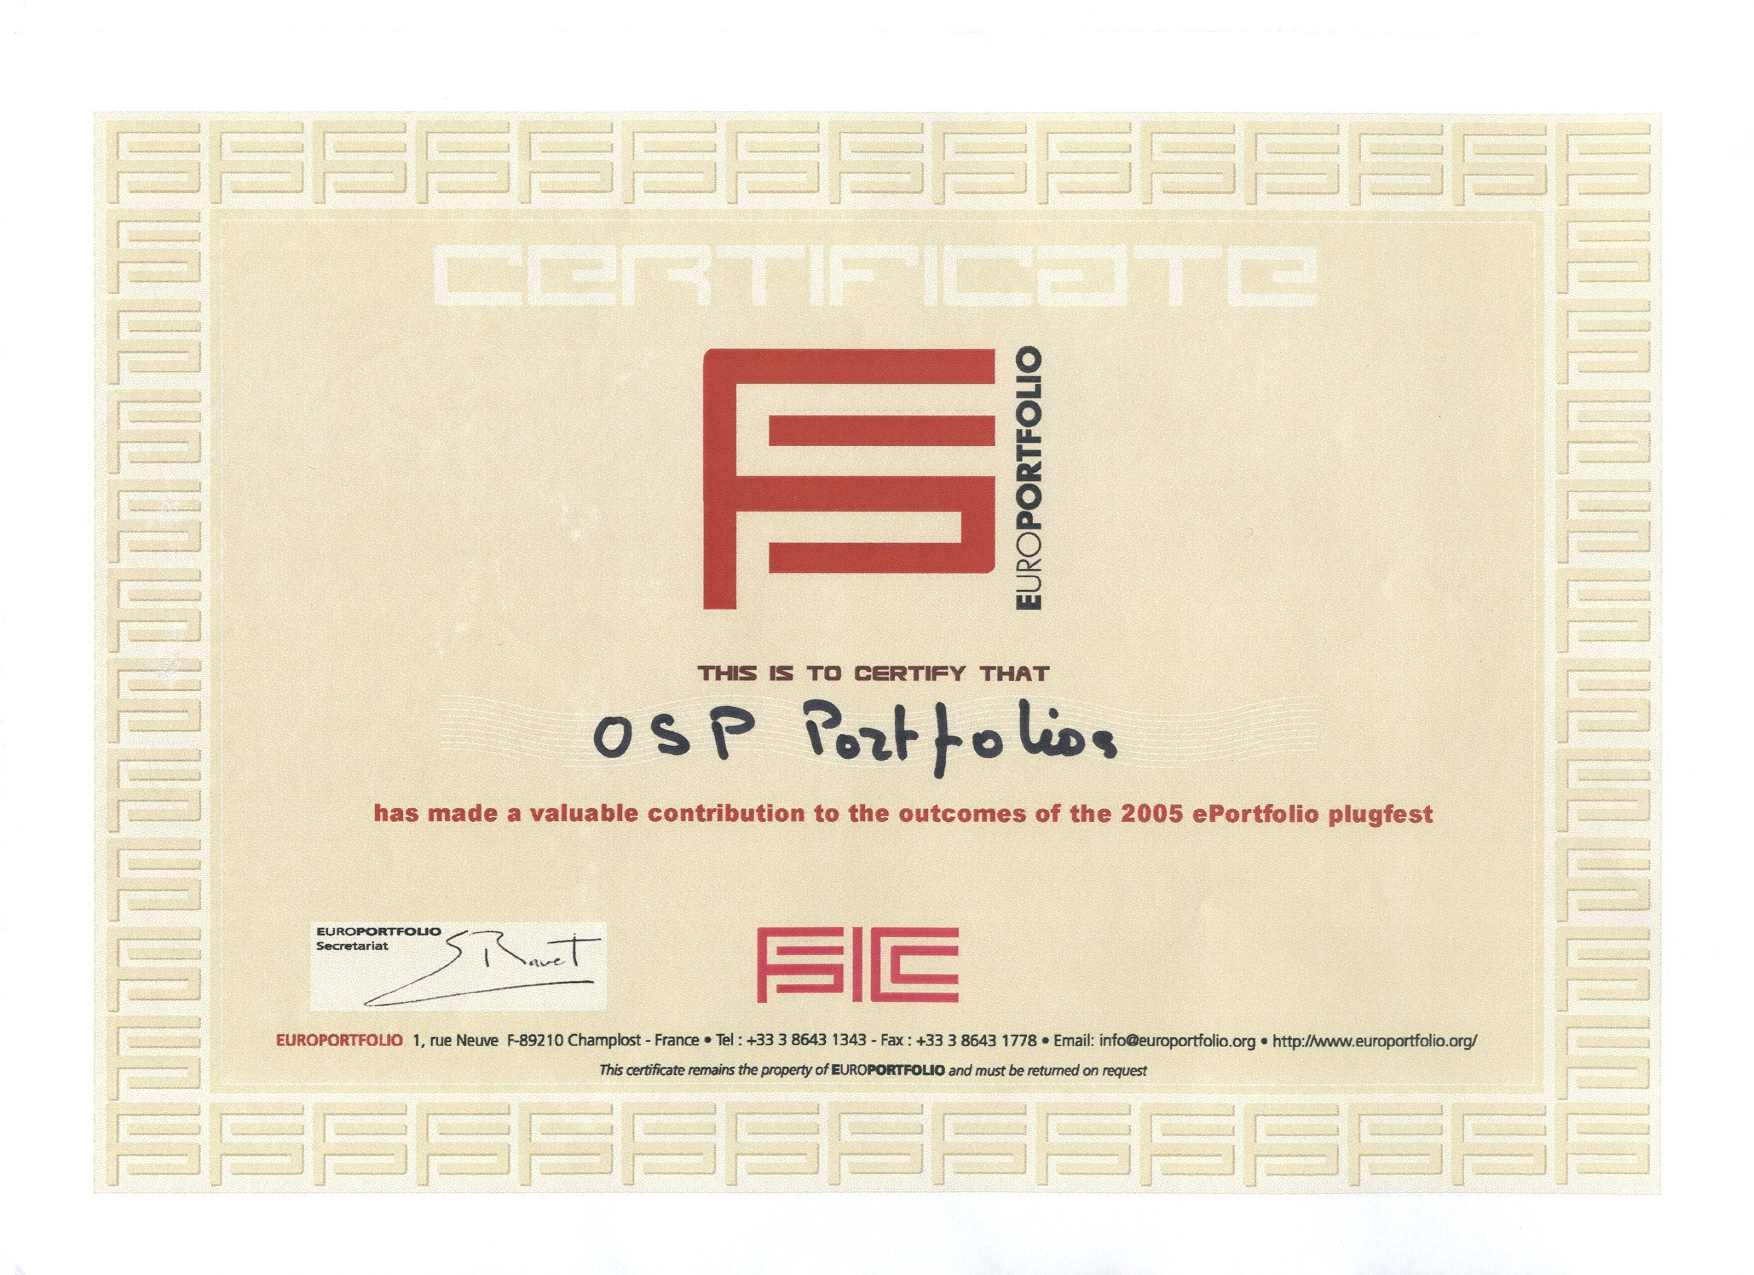 CERTIFICATE
EUROPORTFOLIO
THIS IS TO CERTIFY THAT
OSP Portfolios
has made a valuable contribution to the outcomes of the 2005 ePortfolio plugfest
EUROPORTFOLIO
Secretariat
S Ravet
EUROPORTFOLIO 1, rue Neuve F-89210 Champlost - France • Tel : +33 3 8643 1343 - Fax : +33 3 8643 1778 • Email: info@europortfolio.org • http://www.europortfolio.org/
This certificate remains the property of EUROPORTFOLIO and must be returned on request